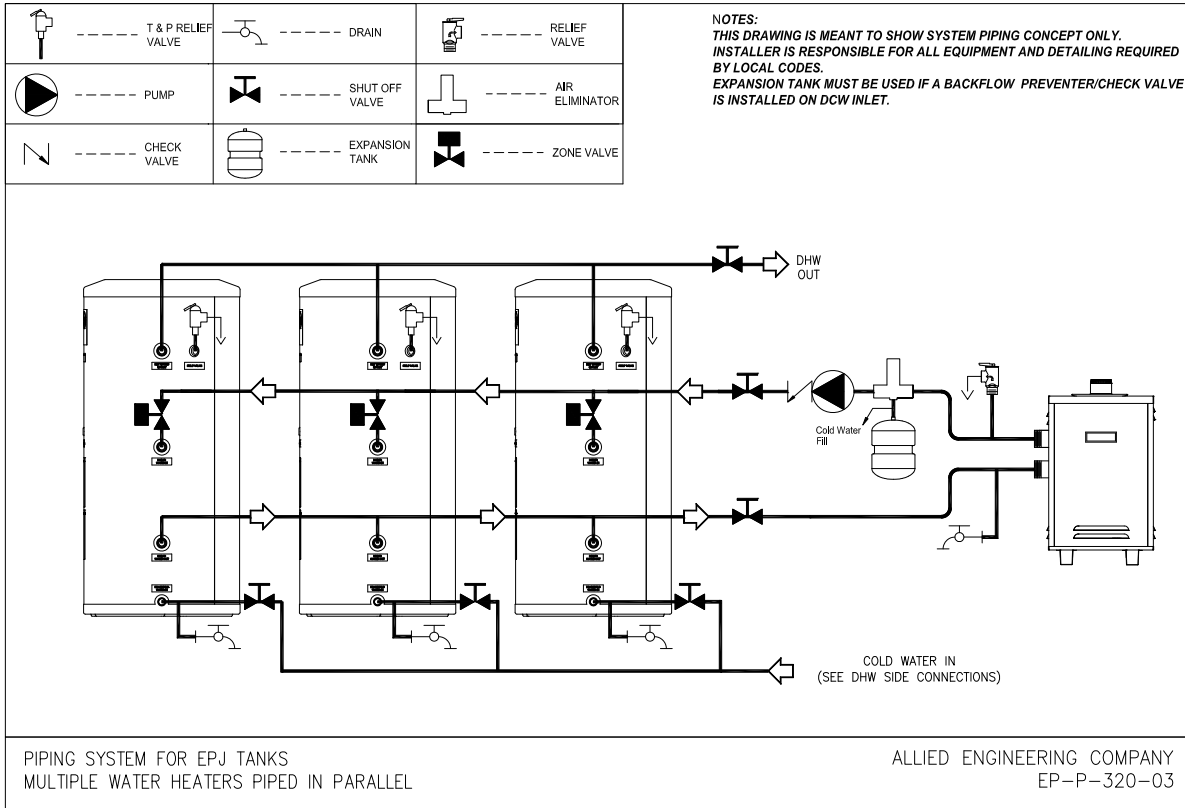 T & P RELIEF
VALVE
DRAIN
RELIEF
VALVE
PUMP
SHUT OFF
VALVE
AIR
ELIMINATOR
CHECK
VALVE
EXPANSION
TANK
ZONE VALVE
NOTES:
THIS DRAWING IS MEANT TO SHOW SYSTEM PIPING CONCEPT ONLY.
INSTALLER IS RESPONSIBLE FOR ALL EQUIPMENT AND DETAILING REQUIRED
BY LOCAL CODES.
EXPANSION TANK MUST BE USED IF A BACKFLOW PREVENTER/CHECK VALVE
IS INSTALLED ON DCW INLET.
DHW
OUT
Cold Water
Fill
COLD WATER IN
(SEE DHW SIDE CONNECTIONS)
PIPING SYSTEM FOR EPJ TANKS
MULTIPLE WATER HEATERS PIPED IN PARALLEL
ALLIED ENGINEERING COMPANY
EP-P-320-03